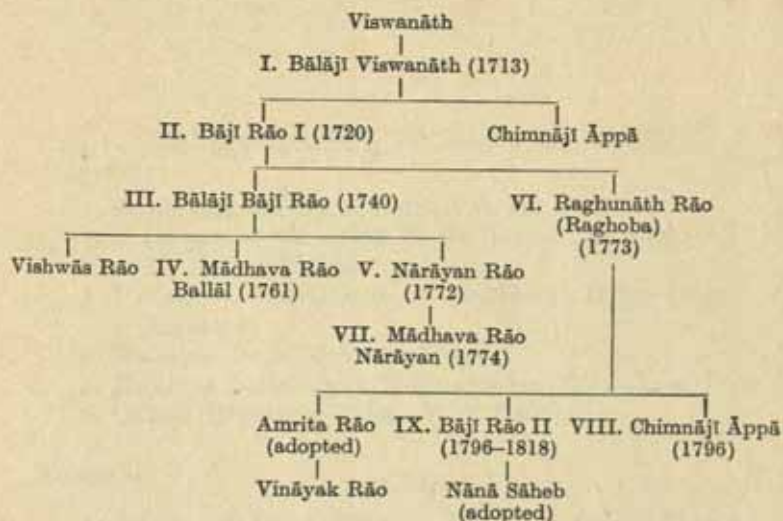 Viswanāth
I. Bālājī Viswanāth (1713)
II. Bājī Rāo I (1720) Chimnājī Āppā
III. Bālājī Bājī Rāo (1740) VI. Raghunāth Rāo
(Raghoba)
(1773)
Vishwās Rāo IV. Mādhava Rāo V. Nārāyan Rāo
Ballāl (1761) (1772)
VII. Mādhava Rāo
Nārāyan (1774)
Amrita Rāo IX. Bājī Rāo II VIII. Chimnājī Āppā
(adopted) (1796–1818) (1796)
Vināyak Rāo Nānā Sāheb
(adopted)